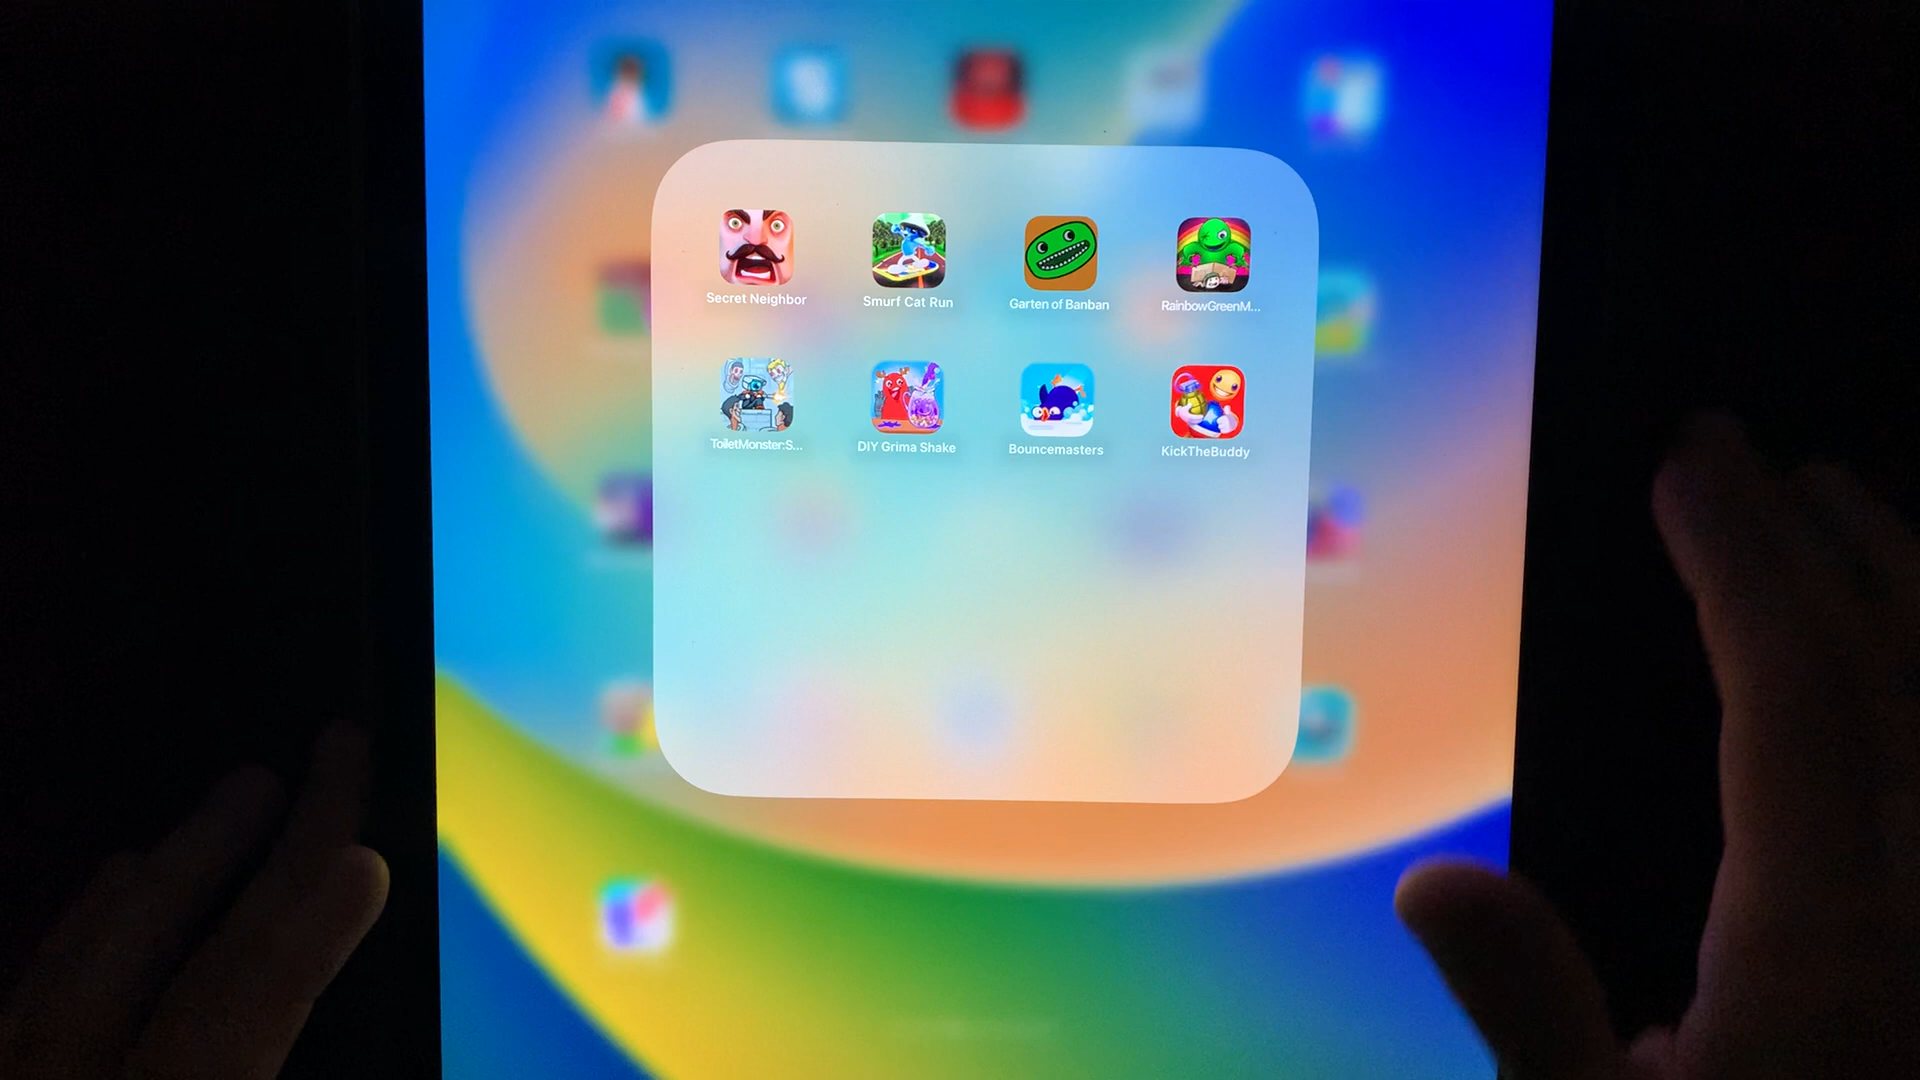 Secret Neighbor
Smurf Cat Run
Garten of Banban
RainbowGreenM...
ToiletMonster:S...
DIY Grima Shake
Bouncemasters
KickTheBuddy